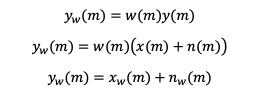 y_w(m) = w(m)y(m)
y_w(m) = w(m)(x(m) + n(m))
y_w(m) = x_w(m) + n_w(m)